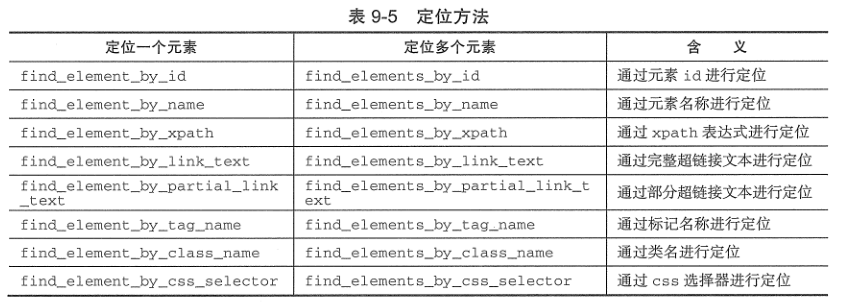 表 9-5 定位方法
定位一个元素 定位多个元素 含 义
find_element_by_id find_elements_by_id 通过元素 id 进行定位
find_element_by_name find_elements_by_name 通过元素名称进行定位
find_element_by_xpath find_elements_by_xpath 通过 xpath 表达式进行定位
find_element_by_link_text find_elements_by_link_text 通过完整超链接文本进行定位
find_element_by_partial_link find_elements_by_partial_link_t 通过部分超链接文本进行定位
_text ext
find_element_by_tag_name find_elements_by_tag_name 通过标记名称进行定位
find_element_by_class_name find_elements_by_class_name 通过类名进行定位
find_element_by_css_selector find_elements_by_css_selector 通过 css 选择器进行定位